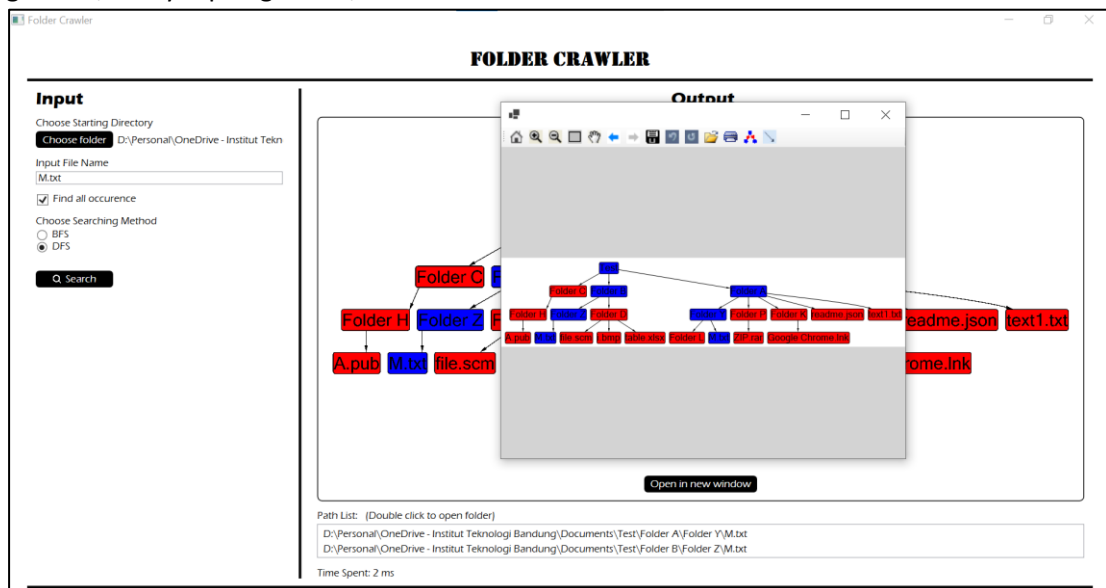 Folder Crawler
FOLDER CRAWLER
Input
Choose Starting Directory
Choose folder D:\Personal\OneDrive - Institut Tekn
Input File Name
M.txt
Find all occurence
Choose Searching Method
BFS
DFS
Search
Output
Folder C
Folder H Folder Z
readme.json text1.txt
A.pub M.txt file.scm
rome.lnk
Test
Folder C Folder B Folder A
Folder H Folder Z Folder D Folder Y Folder P Folder K readme.json text1.txt
A.pub M.txt file.scm i.bmp table.xlsx Folder L M.txt ZIP.rar Google Chrome.lnk
Open in new window
Path List: (Double click to open folder)
D:\Personal\OneDrive - Institut Teknologi Bandung\Documents\Test\Folder A\Folder Y\M.txt
D:\Personal\OneDrive - Institut Teknologi Bandung\Documents\Test\Folder B\Folder Z\M.txt
Time Spent: 2 ms